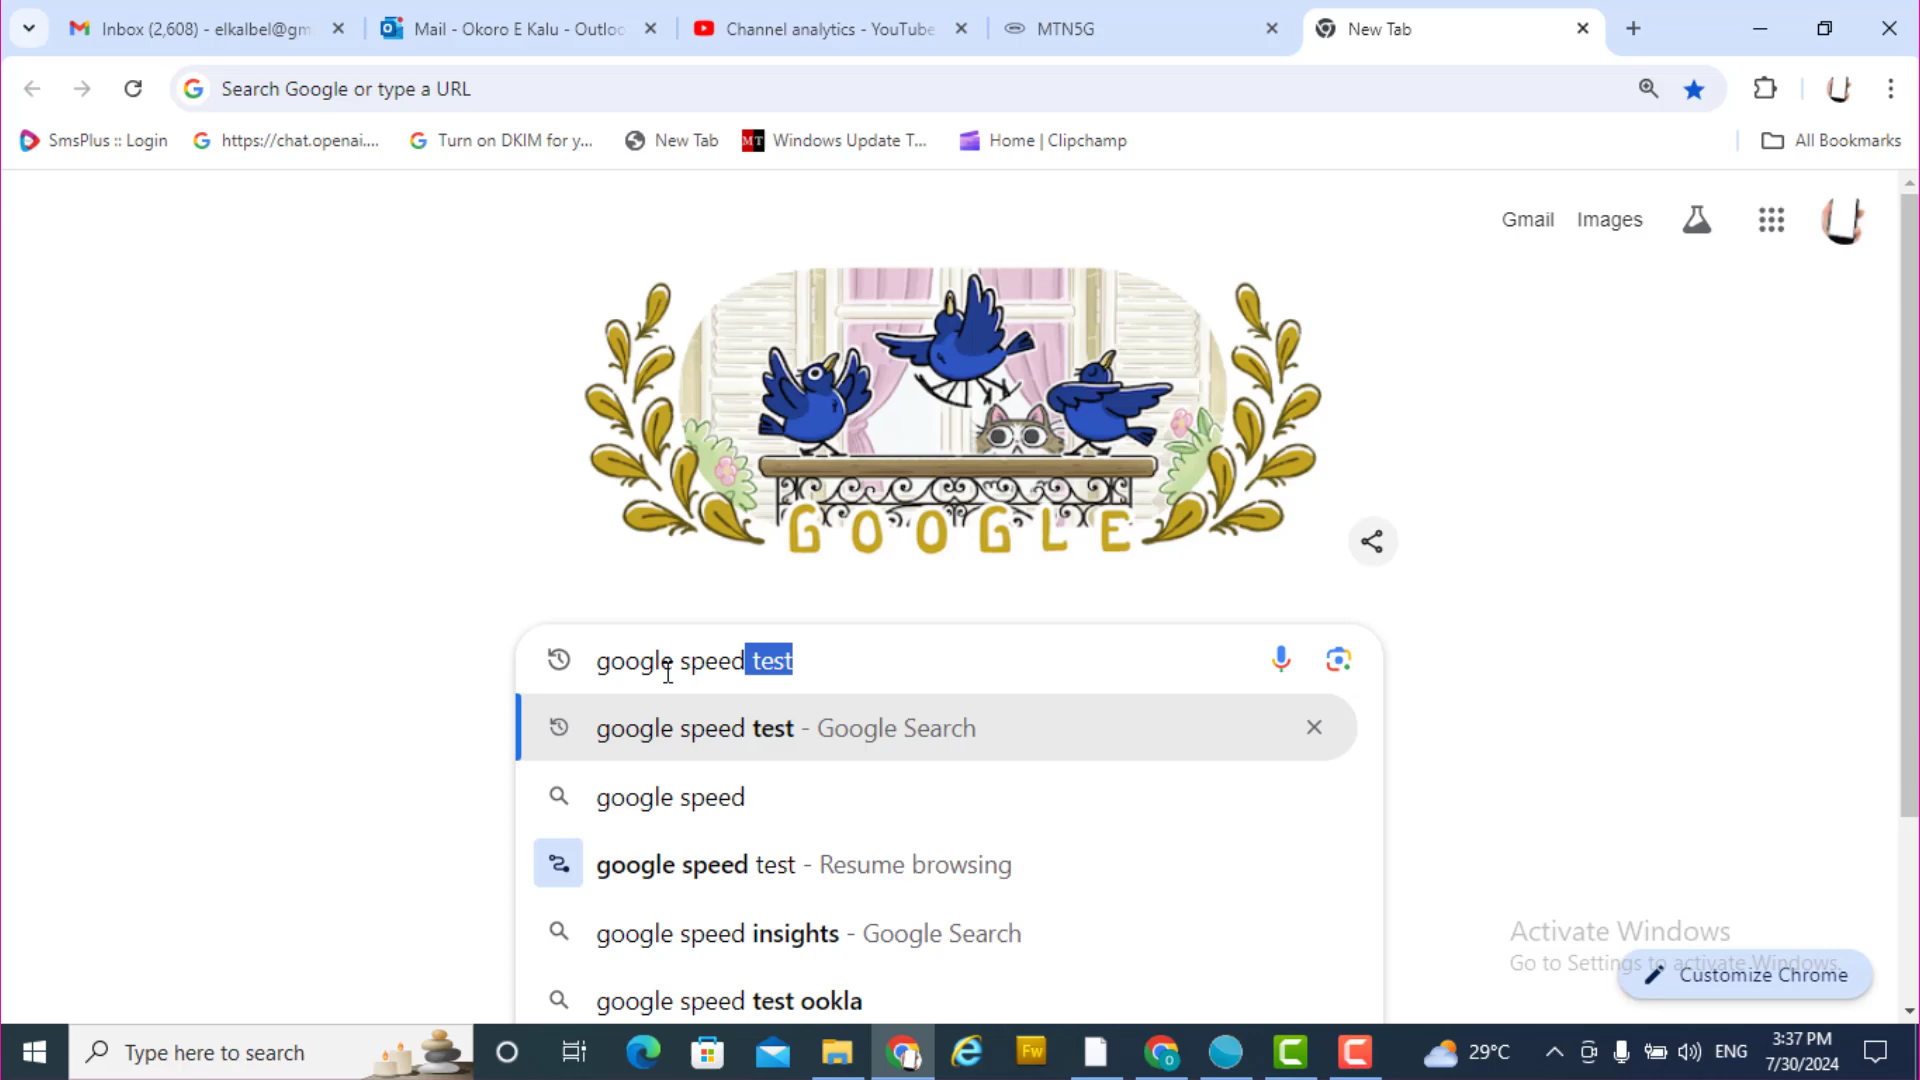 Inbox (2,608) - elkalbel@gm
Mail - Okoro E Kalu - Outloo
Channel analytics - YouTube
MTN5G
New Tab
Search Google or type a URL
SmsPlus :: Login
https://chat.openai....
Turn on DKIM for y...
New Tab
MT
Windows Update T...
Home | Clipchamp
All Bookmarks
Gmail
Images
GOOGLE
google speed test
google speed test - Google Search
google speed
google speed test - Resume browsing
google speed insights - Google Search
google speed test ookla
Activate Windows
Go to Settings to activate Windows.
Customize Chrome
Type here to search
Fw
29°C
ENG
3:37 PM
7/30/2024